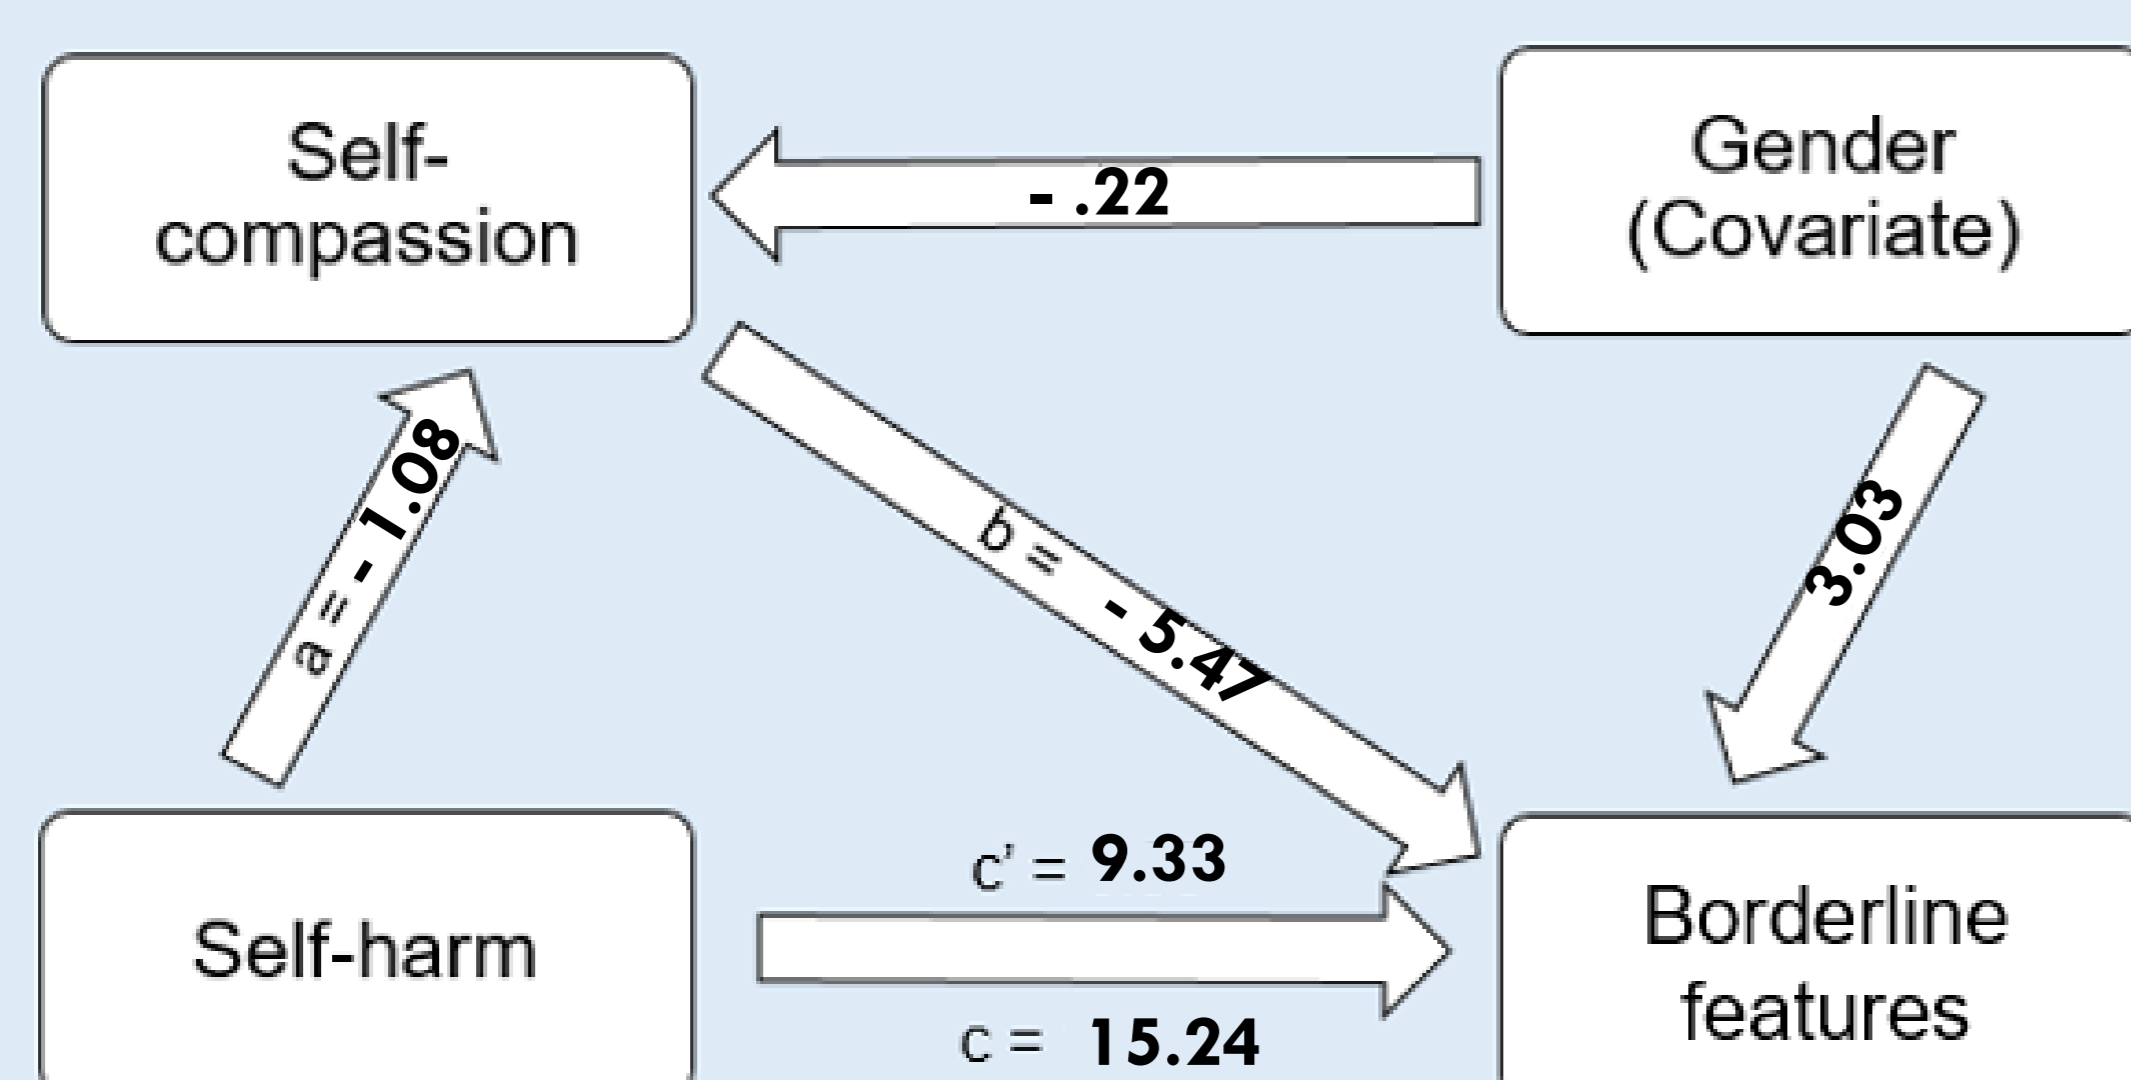 Self-
compassion
- .22
Gender
(Covariate)
a = - 1.08
b = - 5.47
3.03
c' = 9.33
Self-harm
c = 15.24
Borderline
features